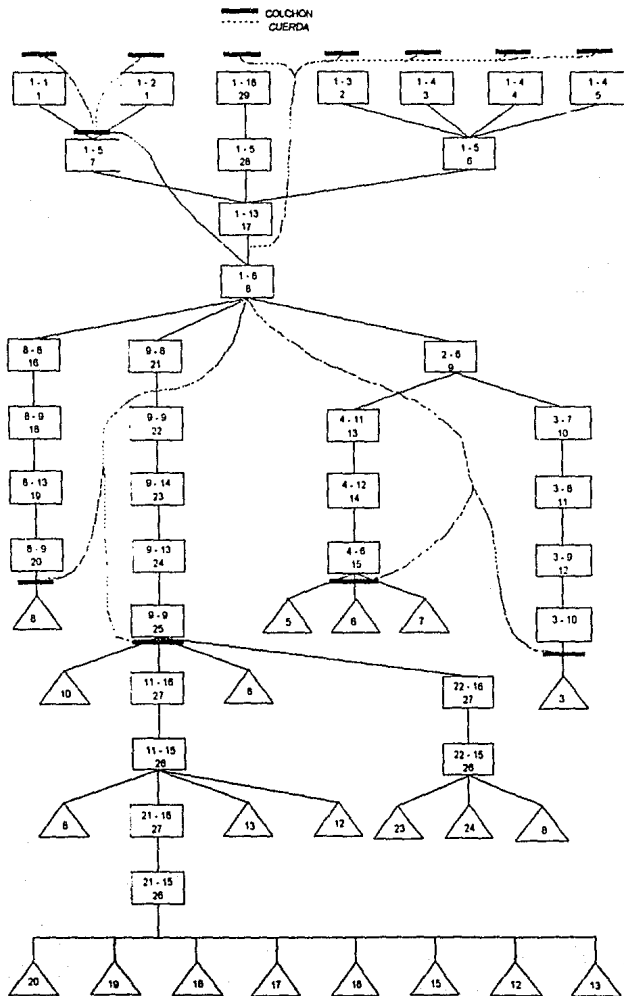 COLCHON
CUERDA
1 - 1
1
1 - 2
1
1 - 16
29
1 - 3
2
1 - 4
3
1 - 4
4
1 - 4
5
1 - 5
7
1 - 5
28
1 - 5
6
1 - 13
17
1 - 6
8
8 - 8
16
9 - 8
21
2 - 6
9
8 - 9
18
9 - 9
22
4 - 11
13
3 - 7
10
8 - 13
19
9 - 14
23
4 - 12
14
3 - 8
11
8 - 9
20
9 - 13
24
4 - 6
15
3 - 9
12
8
9 - 9
25
5
6
7
3 - 10
10
11 - 16
27
6
22 - 16
27
3
11 - 15
26
22 - 15
26
8
21 - 16
27
13
12
23
24
8
21 - 15
26
20
19
18
17
16
15
12
13